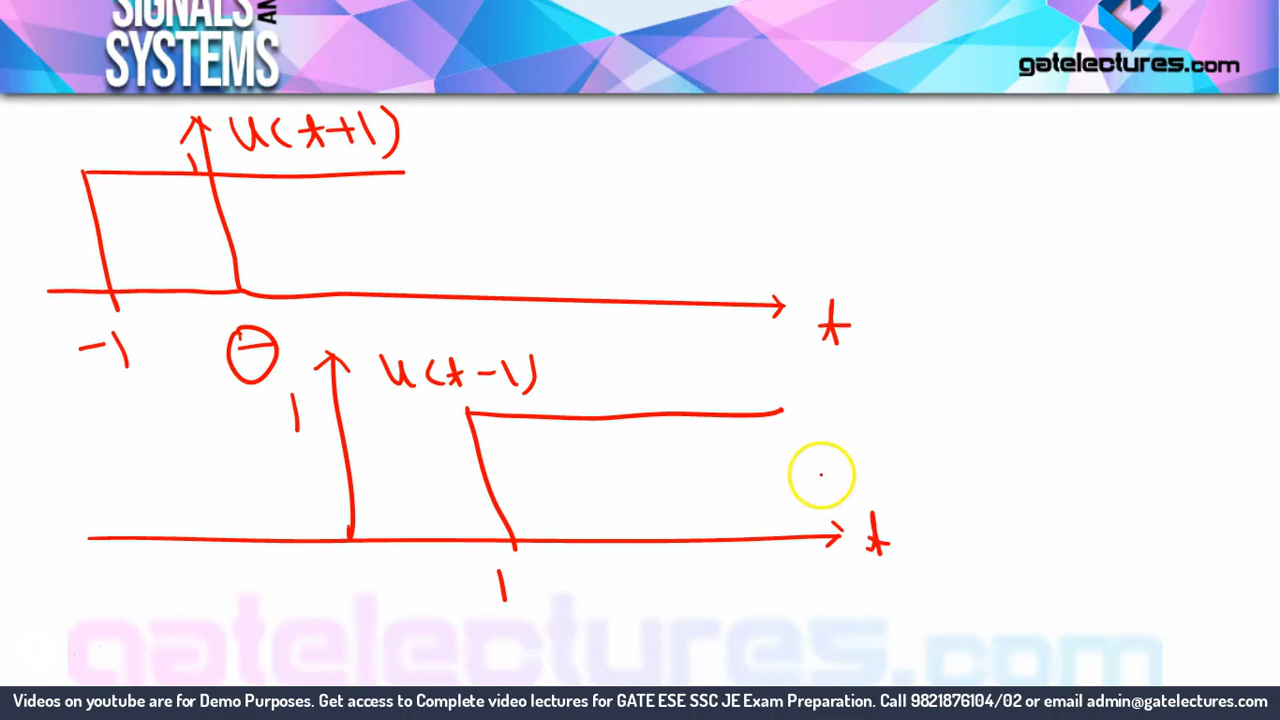 SIGNALS AND
SYSTEMS
gatelectures.com
u(t+1)
1
t
-1
u(t-1)
1
t
1
gatelectures.com
Videos on youtube are for Demo Purposes. Get access to Complete video lectures for GATE ESE SSC JE Exam Preparation. Call 9821876104/02 or email admin@gatelectures.com